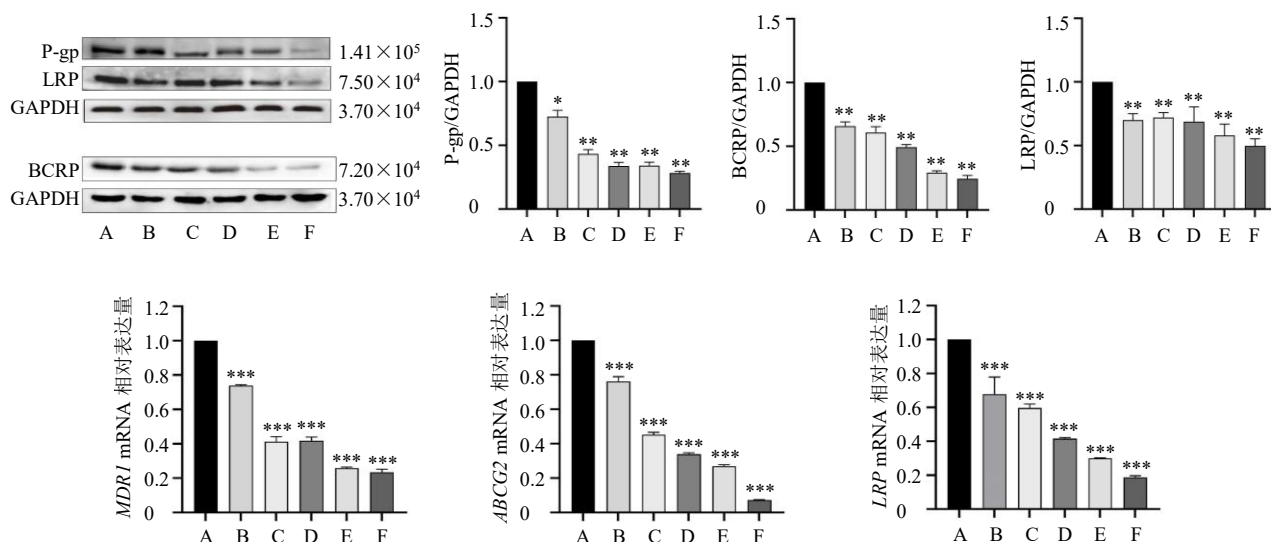 P-gp 1.41×10⁵
LRP 7.50×10⁴
GAPDH 3.70×10⁴
BCRP 7.20×10⁴
GAPDH 3.70×10⁴
A B C D E F
P-gp/GAPDH
1.5
1.0
0.5
0
* ** ** ** **
A B C D E F
BCRP/GAPDH
1.5
1.0
0.5
0
** ** ** ** **
A B C D E F
LRP/GAPDH
1.5
1.0
0.5
0
** ** ** ** **
A B C D E F
MDR1 mRNA 相对表达量
1.2
1.0
0.8
0.6
0.4
0.2
0
*** *** *** *** ***
A B C D E F
ABCG2 mRNA 相对表达量
1.2
1.0
0.8
0.6
0.4
0.2
0
*** *** *** *** ***
A B C D E F
LRP mRNA 相对表达量
1.2
1.0
0.8
0.6
0.4
0.2
0
*** *** *** *** ***
A B C D E F